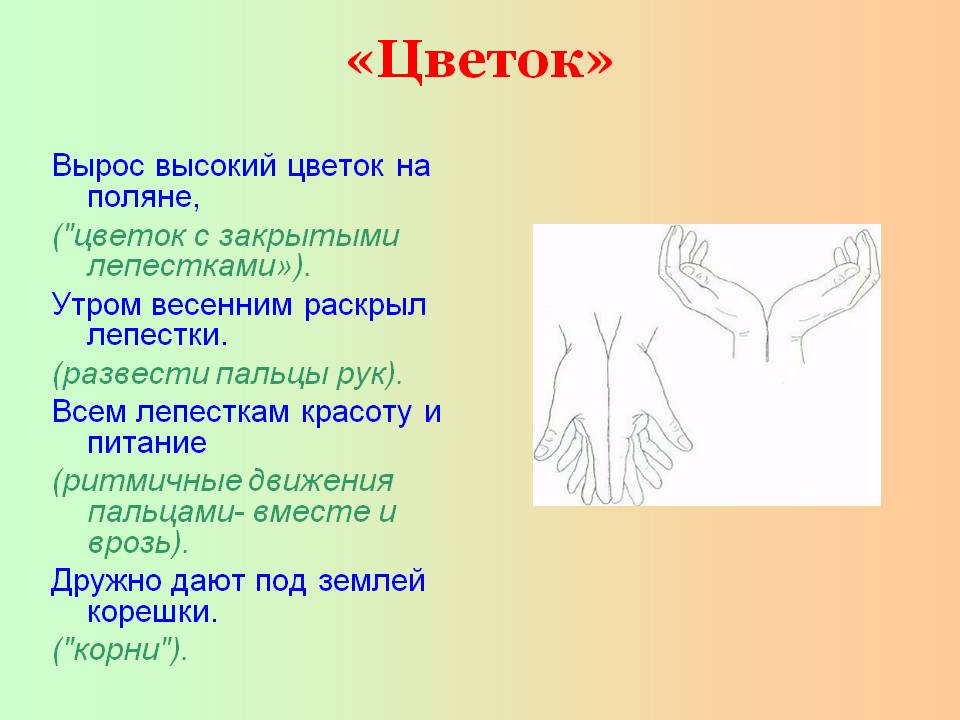 «Цветок»
Вырос высокий цветок на
поляне,
("цветок с закрытыми
лепестками»).
Утром весенним раскрыл
лепестки.
(развести пальцы рук).
Всем лепесткам красоту и
питание
(ритмичные движения
пальцами- вместе и
врозь).
Дружно дают под землей
корешки.
("корни").